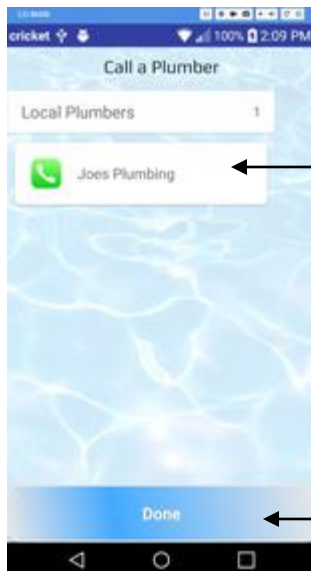 cricket 100% 2:09 PM
Call a Plumber
Local Plumbers 1
Joes Plumbing
Done